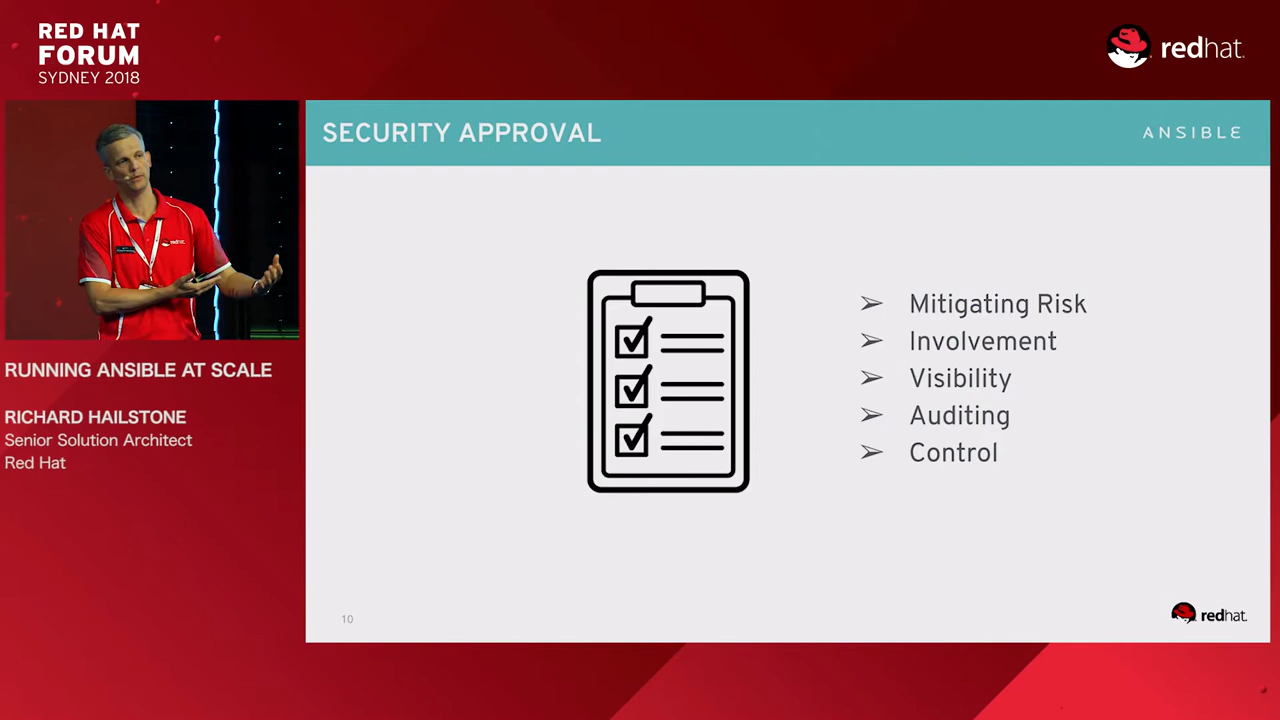 RED HAT
FORUM
SYDNEY 2018
redhat.
SECURITY APPROVAL
ANSIBLE
➢ Mitigating Risk
➢ Involvement
➢ Visibility
➢ Auditing
➢ Control
10
redhat.
redhat.
RUNNING ANSIBLE AT SCALE
RICHARD HAILSTONE
Senior Solution Architect
Red Hat